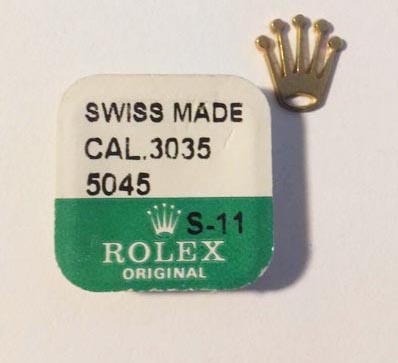 SWISS MADE
CAL.3035
5045
S-11
ROLEX
ORIGINAL